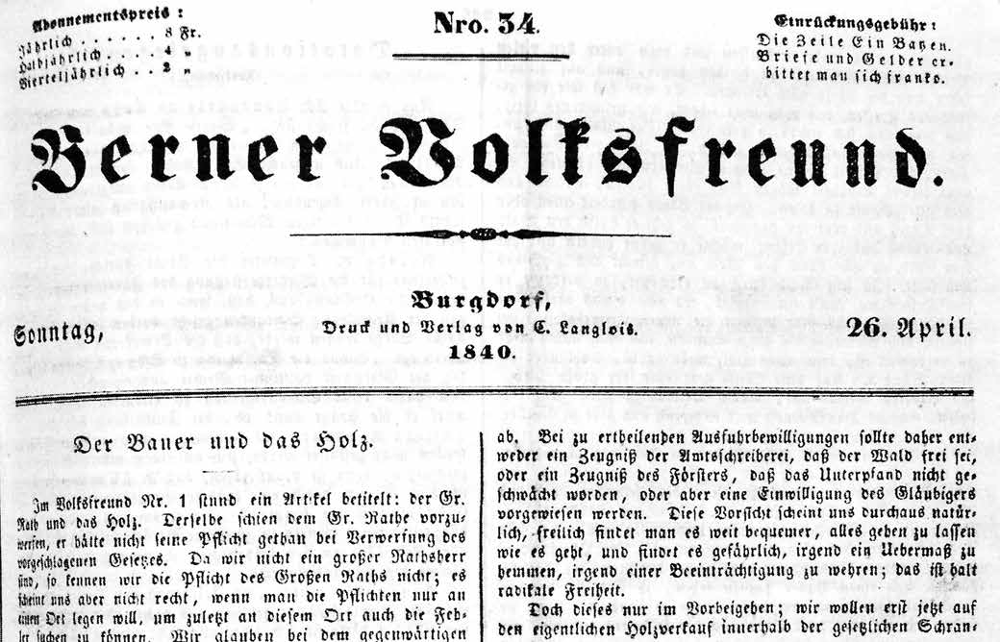 Abonnementspreis:
Jährlich . . . . . . 8 Fr.
Halbjährlich . . . . 4 „
Vierteljährlich . . 2 „
Nro. 34.
Einrückungsgebühr:
Die Zeile Ein Batzen.
Briefe und Gelder er-
bittet man sich franko.
Berner Volksfreund.
Sonntag,
Burgdorf,
Druck und Verlag von C. Langlois.
1840.
26. April.
Der Bauer und das Holz.
Im Volksfreund Nr. 1 stund ein Artikel betitelt: der Gr.
Rath und das Holz. Derselbe schien dem Gr. Rathe vorzu-
werfen, er hätte nicht seine Pflicht gethan bei Verwerfung des
vorgeschlagenen Gesetzes. Da wir nicht ein großer Rathsherr
sind, so kennen wir die Pflicht des Großen Raths nicht; es
scheint uns aber nicht recht, wenn man die Pflichten nur an
einen Ort legen will, um zuletzt an diesem Ort auch die Feh-
ler suchen zu können. Wir glauben bei dem gegenwärtigen
ab. Bei zu ertheilenden Ausfuhrbewilligungen sollte daher ent-
weder ein Zeugniß der Amtschreiberei, daß der Wald frei sei,
oder ein Zeugniß des Försters, daß das Unterpfand nicht ge-
schwächt worden, oder aber eine Einwilligung des Gläubigers
vorgewiesen werden. Diese Vorsicht scheint uns durchaus natür-
lich, freilich findet man es weit bequemer, alles gehen zu lassen
wie es geht, und findet es gefährlich, irgend ein Uebermaß zu
hemmen, irgend einer Beeinträchtigung zu wehren; das ist halt
radikale Freiheit.
Doch dieses nur im Vorbeigehen; wir wollen erst jetzt auf
den eigentlichen Holzverkauf innerhalb der gesetzlichen Schran-